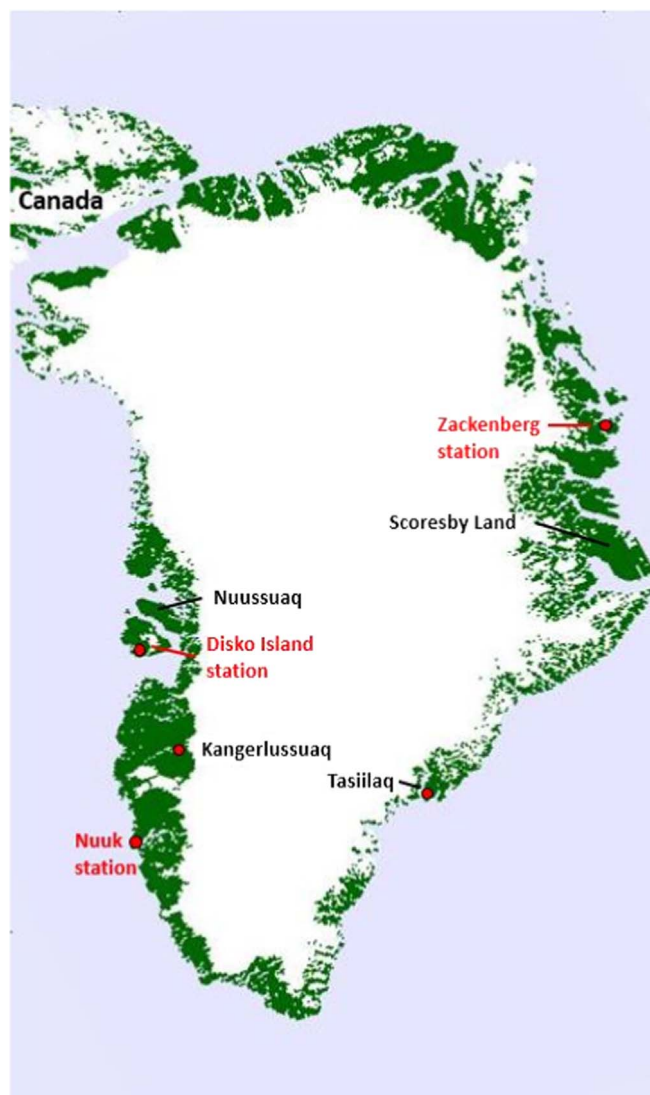 Canada
Zackenberg
station
Scoresby Land
Nuussuaq
Disko Island
station
Kangerlussuaq
Tasiilaq
Nuuk
station